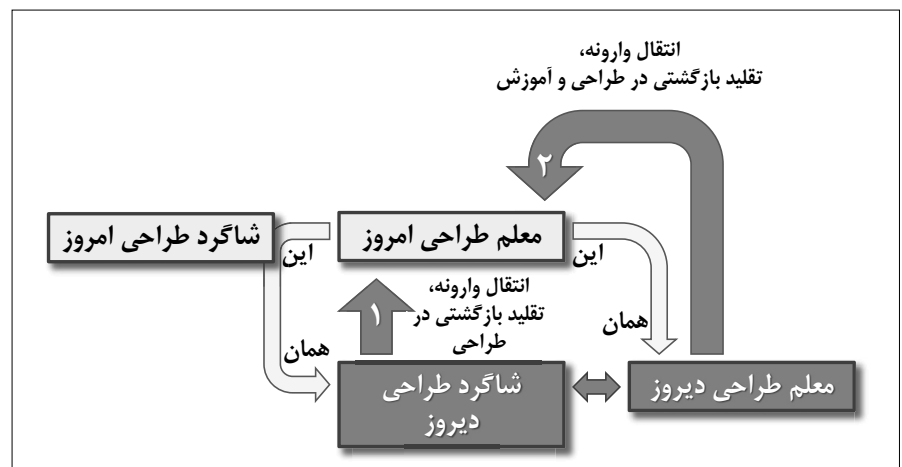 انتقال وارونه،
تقلید بازگشتی در طراحی و آموزش
۲
معلم طراحی امروز
شاگرد طراحی امروز
این
این
انتقال وارونه،
تقلید بازگشتی در
طراحی
۱
همان
همان
معلم طراحی دیروز
شاگرد طراحی
دیروز